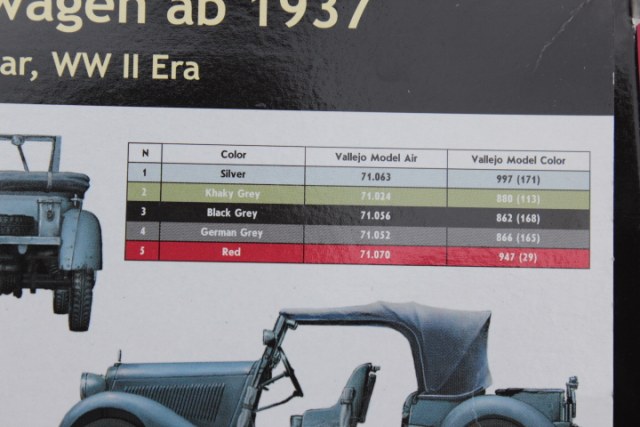 wagen ab 1937
ar, WW II Era
N Color Vallejo Model Air Vallejo Model Color
1 Silver 71.063 997 (171)
2 Khaky Grey 71.024 880 (113)
3 Black Grey 71.056 862 (168)
4 German Grey 71.052 866 (165)
5 Red 71.070 947 (29)